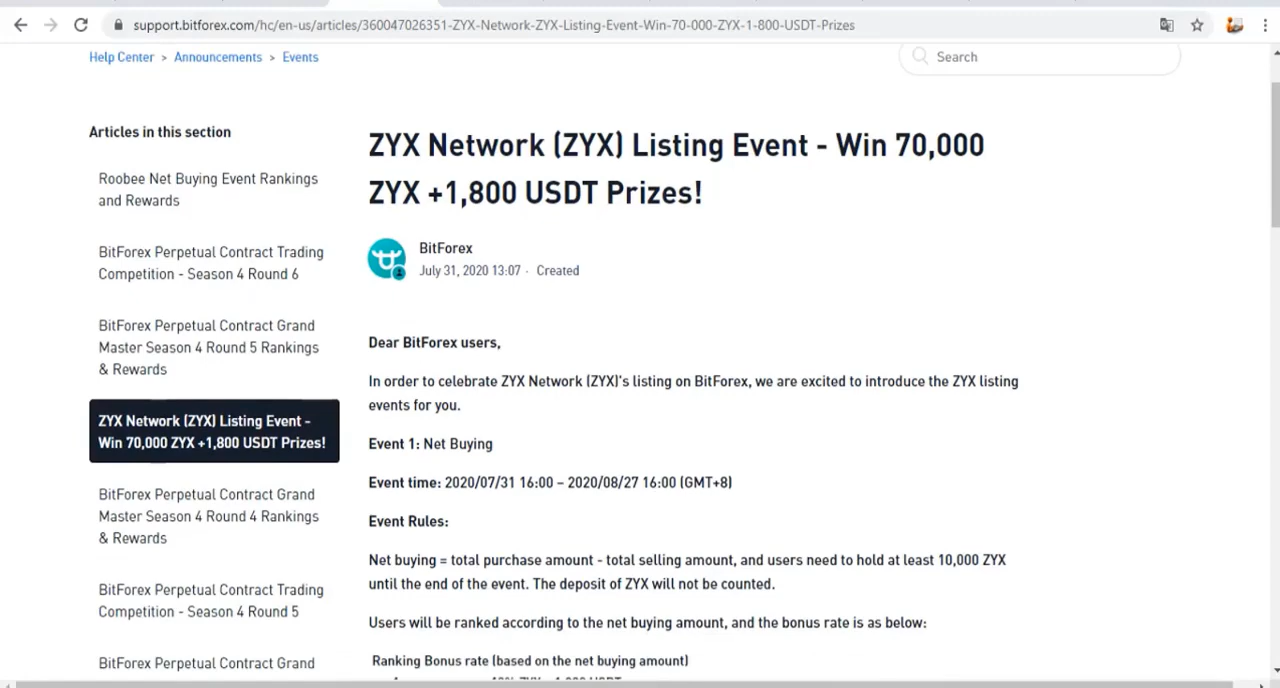 support.bitforex.com/hc/en-us/articles/360047026351-ZYX-Network-ZYX-Listing-Event-Win-70-000-ZYX-1-800-USDT-Prizes
Help Center > Announcements > Events
Search
Articles in this section
Roobee Net Buying Event Rankings
and Rewards
BitForex Perpetual Contract Trading
Competition - Season 4 Round 6
BitForex Perpetual Contract Grand
Master Season 4 Round 5 Rankings
& Rewards
ZYX Network (ZYX) Listing Event -
Win 70,000 ZYX +1,800 USDT Prizes!
BitForex Perpetual Contract Grand
Master Season 4 Round 4 Rankings
& Rewards
BitForex Perpetual Contract Trading
Competition - Season 4 Round 5
BitForex Perpetual Contract Grand
ZYX Network (ZYX) Listing Event - Win 70,000
ZYX +1,800 USDT Prizes!
BitForex
July 31, 2020 13:07 · Created
Dear BitForex users,
In order to celebrate ZYX Network (ZYX)'s listing on BitForex, we are excited to introduce the ZYX listing
events for you.
Event 1: Net Buying
Event time: 2020/07/31 16:00 – 2020/08/27 16:00 (GMT+8)
Event Rules:
Net buying = total purchase amount - total selling amount, and users need to hold at least 10,000 ZYX
until the end of the event. The deposit of ZYX will not be counted.
Users will be ranked according to the net buying amount, and the bonus rate is as below:
Ranking Bonus rate (based on the net buying amount)